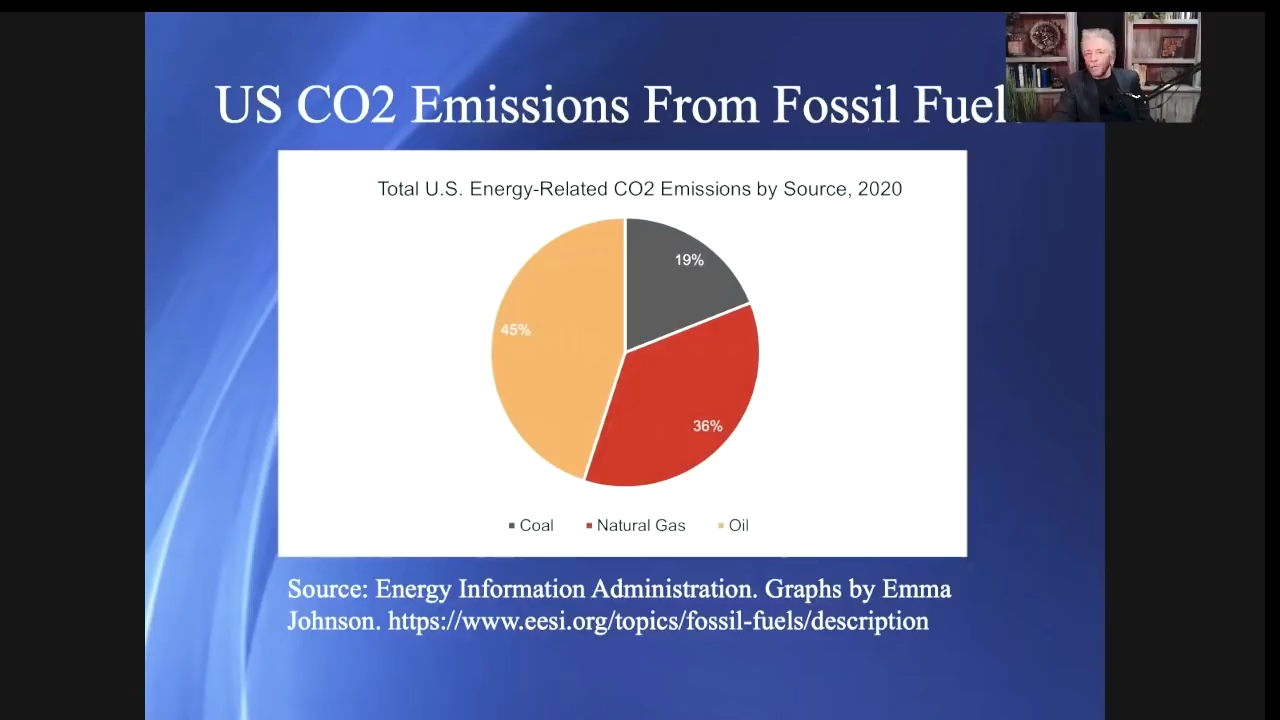 US CO2 Emissions From Fossil Fuel
Total U.S. Energy-Related CO2 Emissions by Source, 2020
19%
45%
36%
Coal Natural Gas Oil
Source: Energy Information Administration. Graphs by Emma
Johnson. https://www.eesi.org/topics/fossil-fuels/description